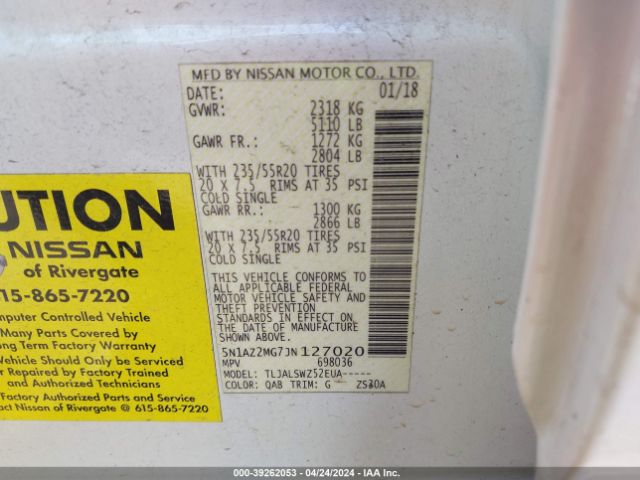 MFD BY NISSAN MOTOR CO., LTD.
DATE: 01/18
GVWR: 2318 KG
5110 LB
GAWR FR.: 1272 KG
2804 LB
WITH 235/55R20 TIRES
20 X 7.5 RIMS AT 35 PSI
COLD SINGLE
GAWR RR.: 1300 KG
2866 LB
WITH 235/55R20 TIRES
20 X 7.5 RIMS AT 35 PSI
COLD SINGLE
THIS VEHICLE CONFORMS TO
ALL APPLICABLE FEDERAL
MOTOR VEHICLE SAFETY AND
THEFT PREVENTION
STANDARDS IN EFFECT ON
THE DATE OF MANUFACTURE
SHOWN ABOVE.
5N1AZ2MG7JN127020
MPV 698036
MODEL: TLJALSWZ52EUA-----
COLOR: QAB TRIM: G ZS30A
UTION
NISSAN
of Rivergate
15-865-7220
mputer Controlled Vehicle
Many Parts Covered by
ng Term Factory Warranty
Vehicle Should Only Be
r Repaired By Factory
and Authorized Technicians
Factory Authorized Parts and Service
act Nissan of Rivergate @ 615-865-7220
000-39262053 - 04/24/2024 - IAA Inc.